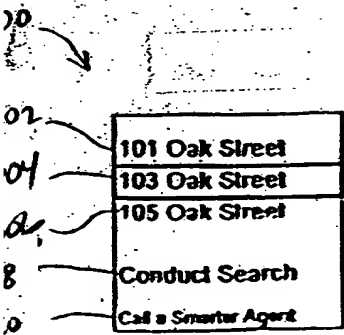 101 Oak Street
103 Oak Street
105 Oak Street
Conduct Search
Call a Smarter Agent